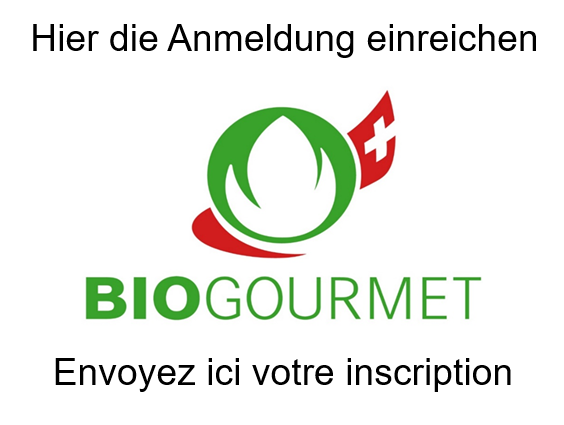 Hier die Anmeldung einreichen
BIOGOURMET
Envoyez ici votre inscription